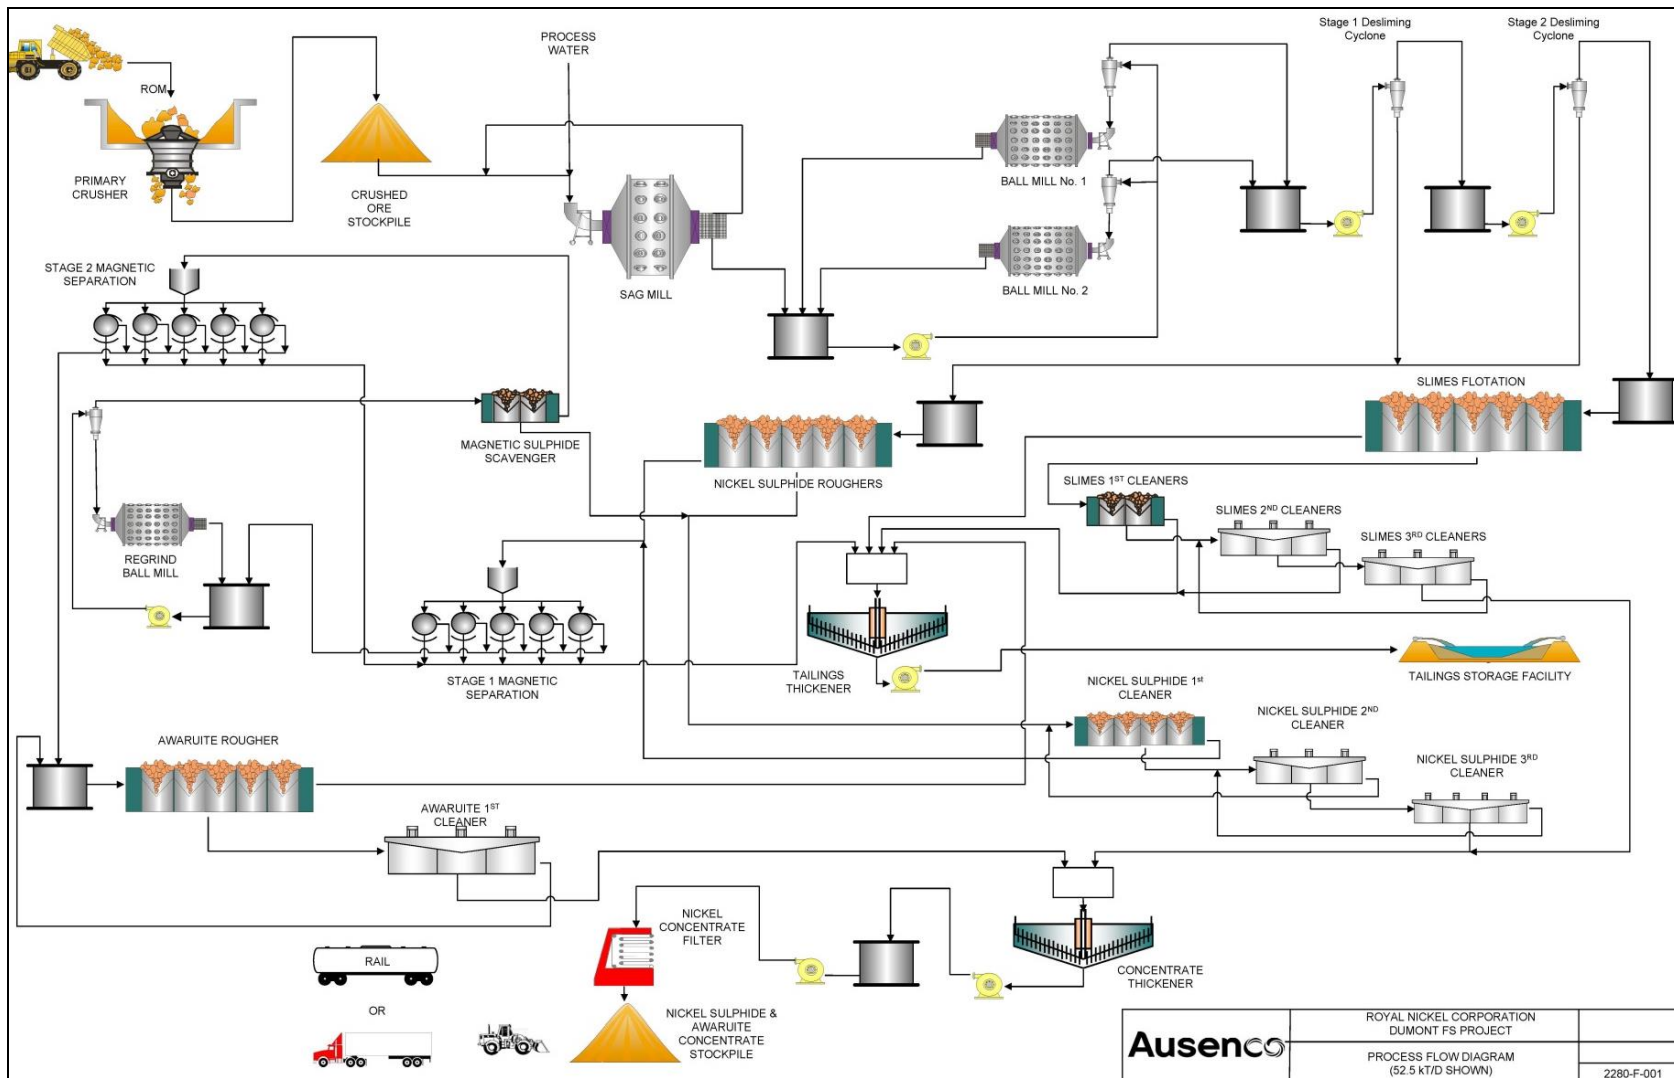 Stage 1 Desliming
Cyclone
Stage 2 Desliming
Cyclone
PROCESS
WATER
ROM
PRIMARY
CRUSHER
CRUSHED
ORE
STOCKPILE
BALL MILL No. 1
BALL MILL No. 2
SAG MILL
STAGE 2 MAGNETIC
SEPARATION
MAGNETIC SULPHIDE
SCAVENGER
NICKEL SULPHIDE ROUGHERS
SLIMES FLOTATION
SLIMES 1ST CLEANERS
SLIMES 2ND CLEANERS
SLIMES 3RD CLEANERS
REGRIND
BALL MILL
STAGE 1 MAGNETIC
SEPARATION
TAILINGS
THICKENER
TAILINGS STORAGE FACILITY
NICKEL SULPHIDE 1st
CLEANER
NICKEL SULPHIDE 2ND
CLEANER
NICKEL SULPHIDE 3RD
CLEANER
AWARUITE ROUGHER
AWARUITE 1ST
CLEANER
NICKEL
CONCENTRATE
FILTER
CONCENTRATE
THICKENER
RAIL
OR
NICKEL SULPHIDE &
AWARUITE
CONCENTRATE
STOCKPILE
Ausenco
ROYAL NICKEL CORPORATION
DUMONT FS PROJECT
PROCESS FLOW DIAGRAM
(52.5 kT/D SHOWN)
2280-F-001